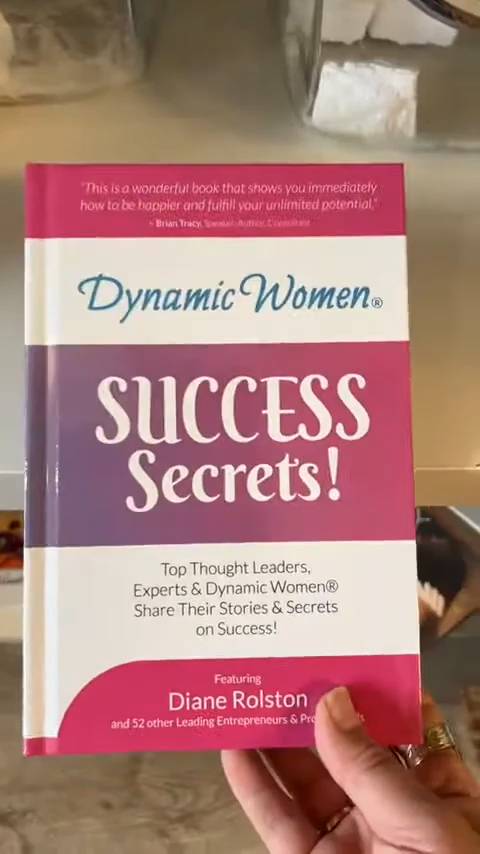 "This is a wonderful book that shows you immediately
how to be happier and fulfill your unlimited potential."
~ Brian Tracy, Speaker, Author, Consultant
Dynamic Women®
SUCCESS
Secrets!
Top Thought Leaders,
Experts & Dynamic Women®
Share Their Stories & Secrets
on Success!
Featuring
Diane Rolston
and 52 other Leading Entrepreneurs &